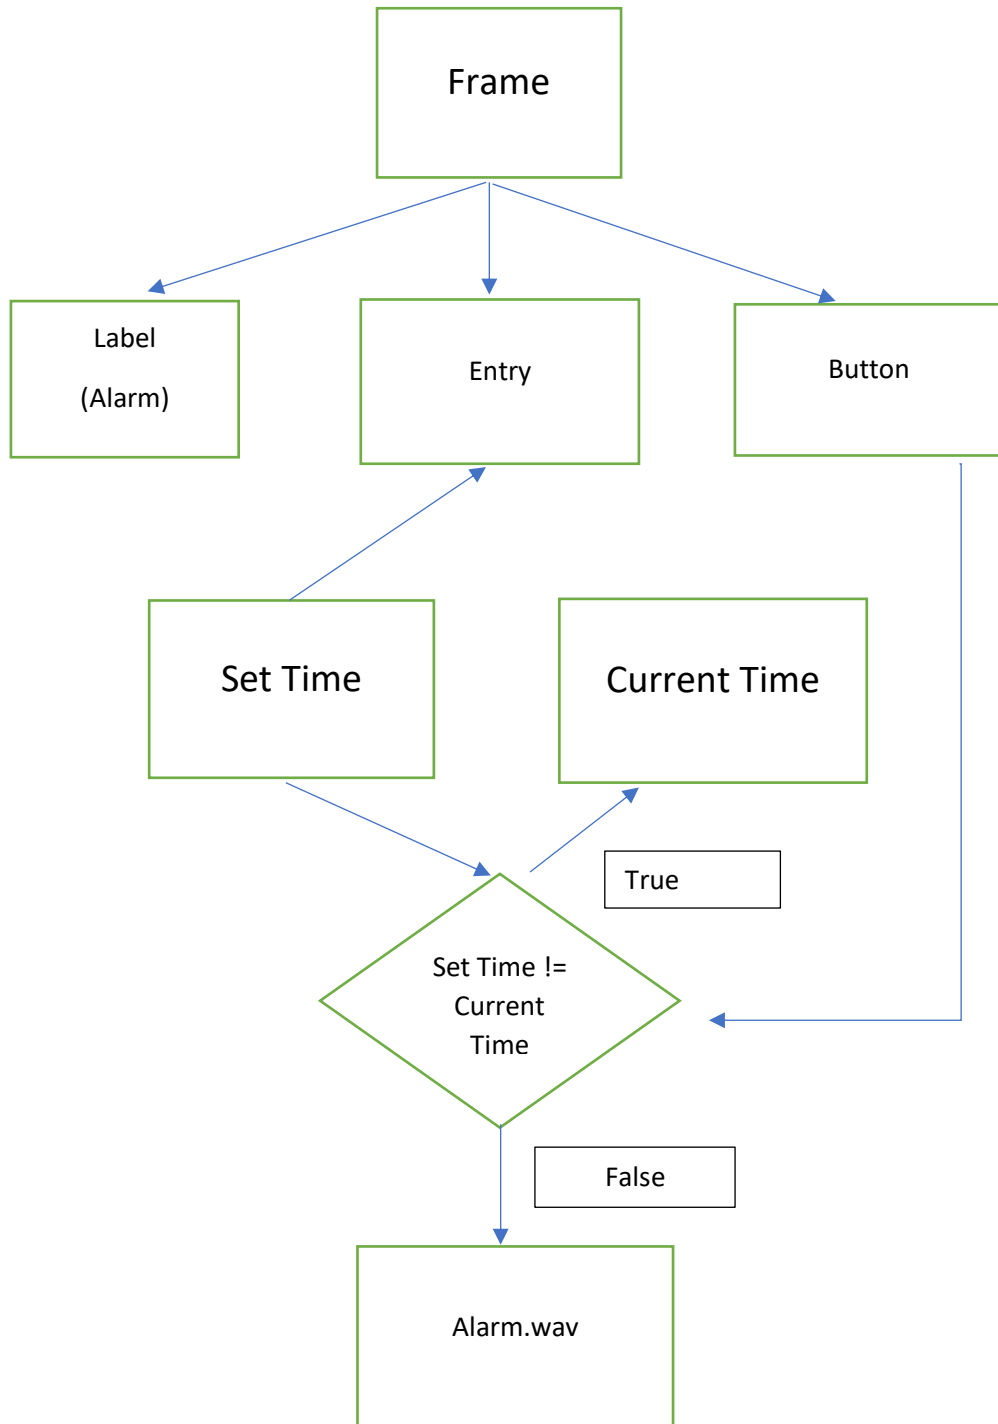 Frame
Label
(Alarm)
Entry
Button
Set Time
Current Time
True
Set Time !=
Current
Time
False
Alarm.wav